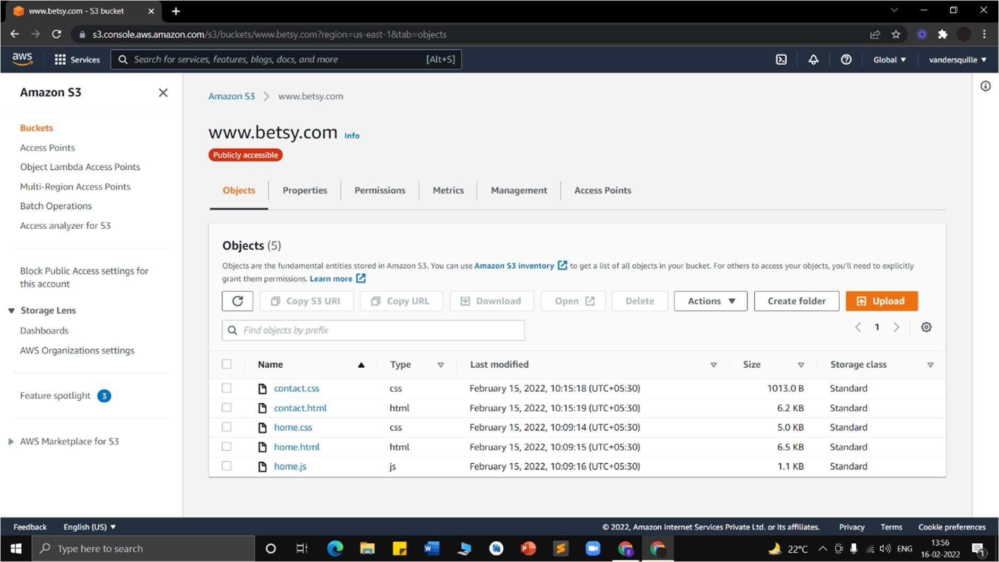 www.betsy.com - S3 bucket
s3.console.aws.amazon.com/s3/buckets/www.betsy.com?region=us-east-1&tab=objects
aws
Services
Search for services, features, blogs, docs, and more
[Alt+S]
Global
vandersquille
Amazon S3
Buckets
Access Points
Object Lambda Access Points
Multi-Region Access Points
Batch Operations
Access analyzer for S3
Block Public Access settings for
this account
Storage Lens
Dashboards
AWS Organizations settings
Feature spotlight 3
AWS Marketplace for S3
Amazon S3 > www.betsy.com
www.betsy.com Info
Publicly accessible
Objects Properties Permissions Metrics Management Access Points
Objects (5)
Objects are the fundamental entities stored in Amazon S3. You can use Amazon S3 inventory to get a list of all objects in your bucket. For others to access your objects, you'll need to explicitly
grant them permissions. Learn more
Copy S3 URI Copy URL Download Open Delete Actions Create folder Upload
Find objects by prefix
1
Name Type Last modified Size Storage class
contact.css css February 15, 2022, 10:15:18 (UTC+05:30) 1013.0 B Standard
contact.html html February 15, 2022, 10:15:19 (UTC+05:30) 6.2 KB Standard
home.css css February 15, 2022, 10:09:14 (UTC+05:30) 5.0 KB Standard
home.html html February 15, 2022, 10:09:15 (UTC+05:30) 6.5 KB Standard
home.js js February 15, 2022, 10:09:16 (UTC+05:30) 1.1 KB Standard
Feedback English (US) © 2022, Amazon Internet Services Private Ltd. or its affiliates. Privacy Terms Cookie preferences
Type here to search
22°C
ENG
13:56
16-02-2022
1